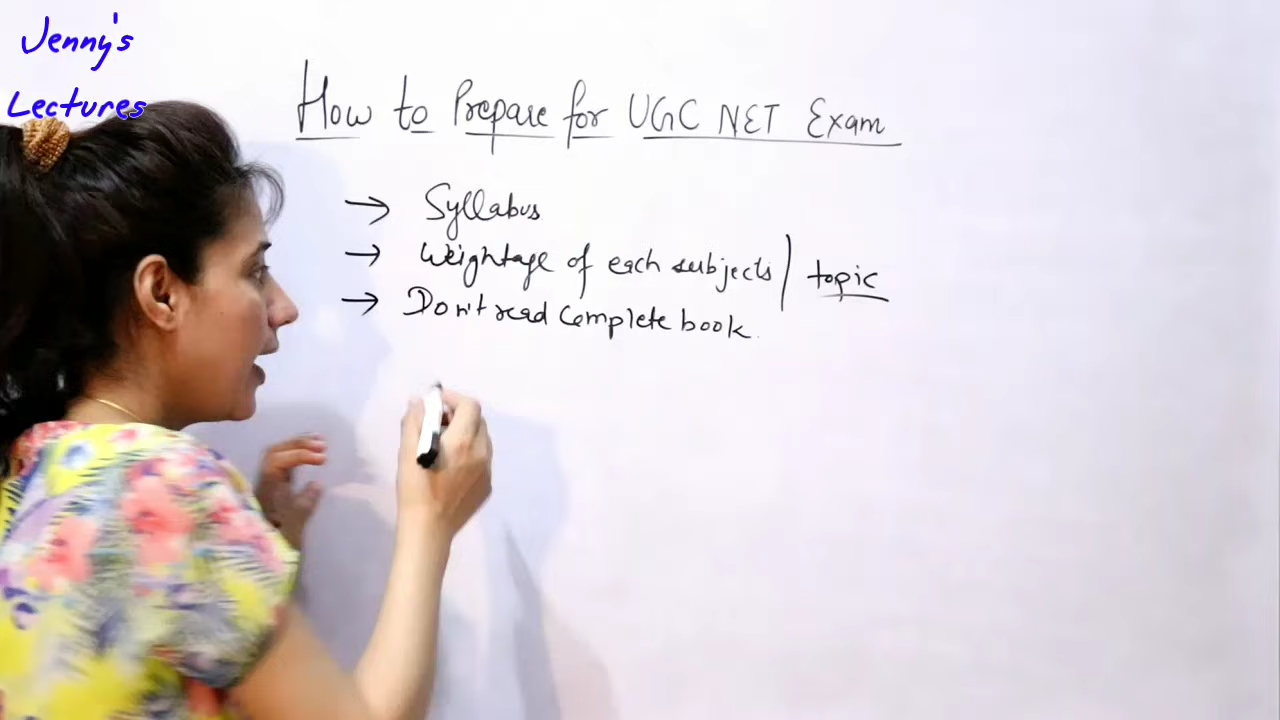 Jenny's
Lectures
How to Prepare for UGC NET Exam
→ Syllabus
→ Weightage of each subjects / topic
→ Don't read Complete book.